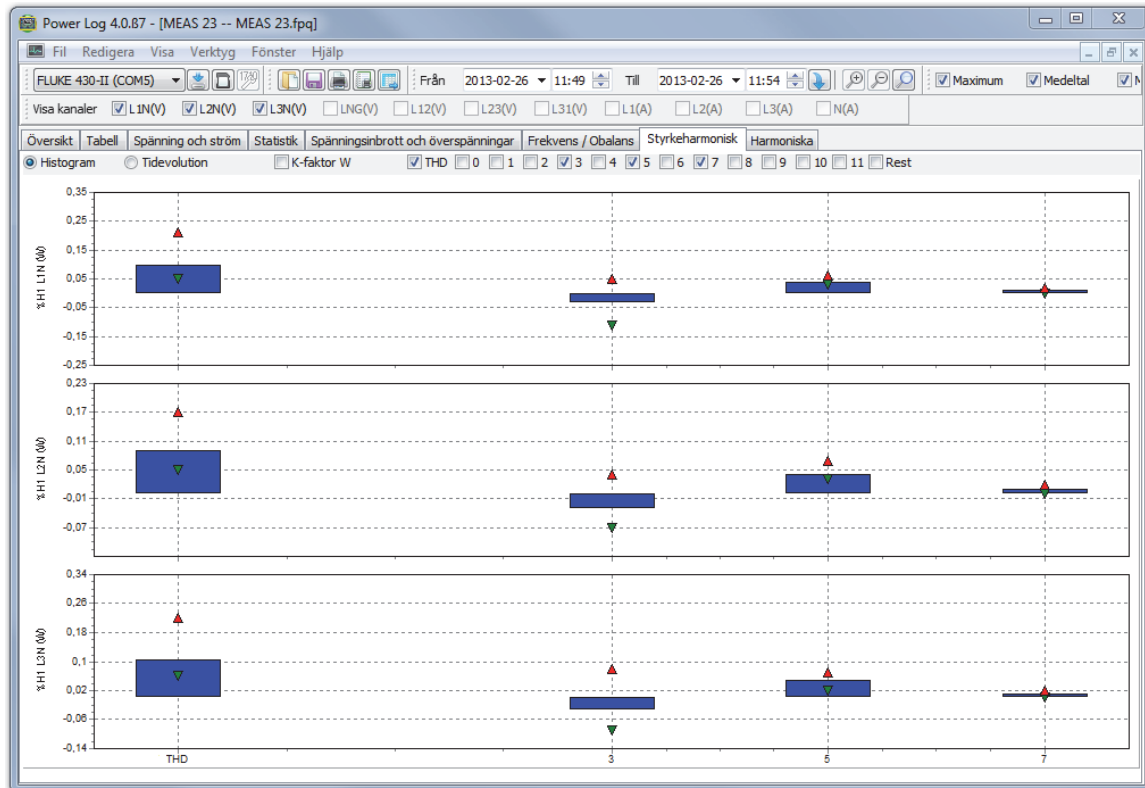 Power Log 4.0.87 - [MEAS 23 -- MEAS 23.fpq]
Fil Redigera Visa Verktyg Fönster Hjälp
FLUKE 430-II (COM5) Från 2013-02-26 11:49 Till 2013-02-26 11:54 Maximum Medeltal M
Visa kanaler L1N(V) L2N(V) L3N(V) LNG(V) L12(V) L23(V) L31(V) L1(A) L2(A) L3(A) N(A)
Översikt Tabell Spänning och ström Statistik Spänningsinbrott och överspänningar Frekvens / Obalans Styrkeharmonisk Harmoniska
Histogram Tidevolution K-faktor W THD 0 1 2 3 4 5 6 7 8 9 10 11 Rest
%H1 L1N (W)
0,35
0,25
0,15
0,05
-0,05
-0,15
-0,25
%H1 L2N (W)
0,23
0,17
0,11
0,05
-0,01
-0,07
%H1 L3N (W)
0,34
0,26
0,18
0,1
0,02
-0,06
-0,14
THD 3 5 7